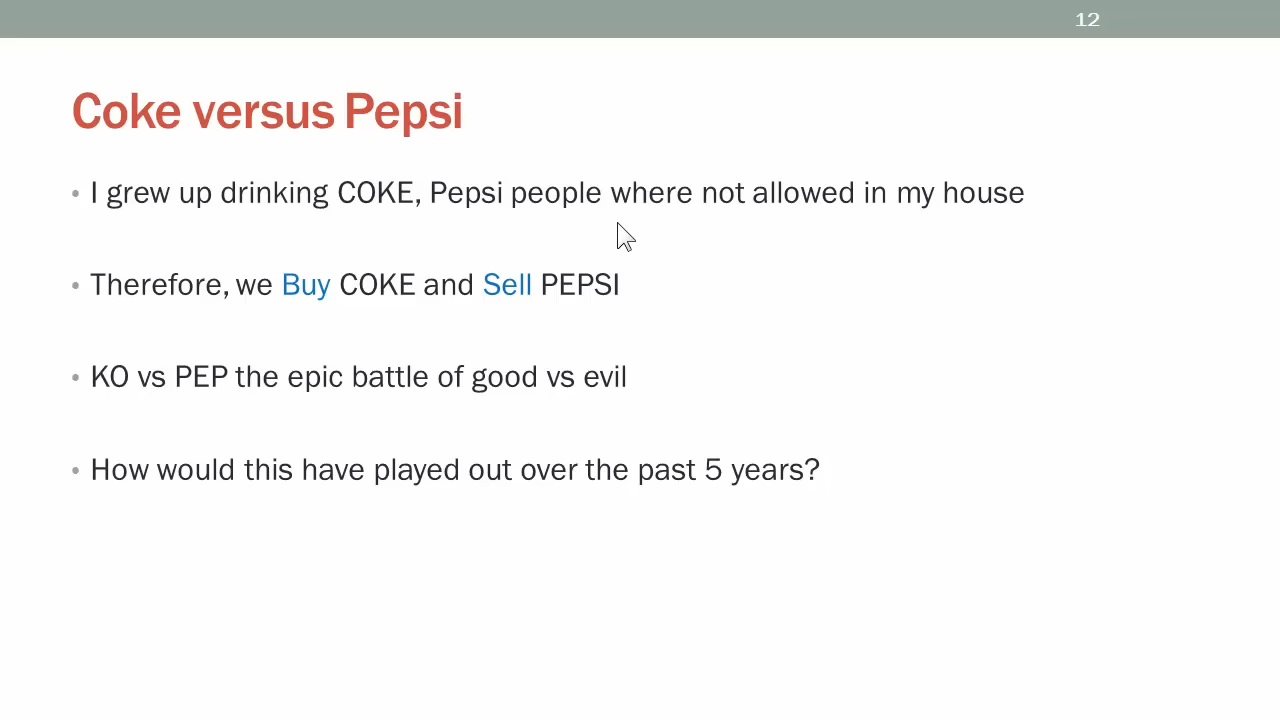 12
Coke versus Pepsi
• I grew up drinking COKE, Pepsi people where not allowed in my house
• Therefore, we Buy COKE and Sell PEPSI
• KO vs PEP the epic battle of good vs evil
• How would this have played out over the past 5 years?